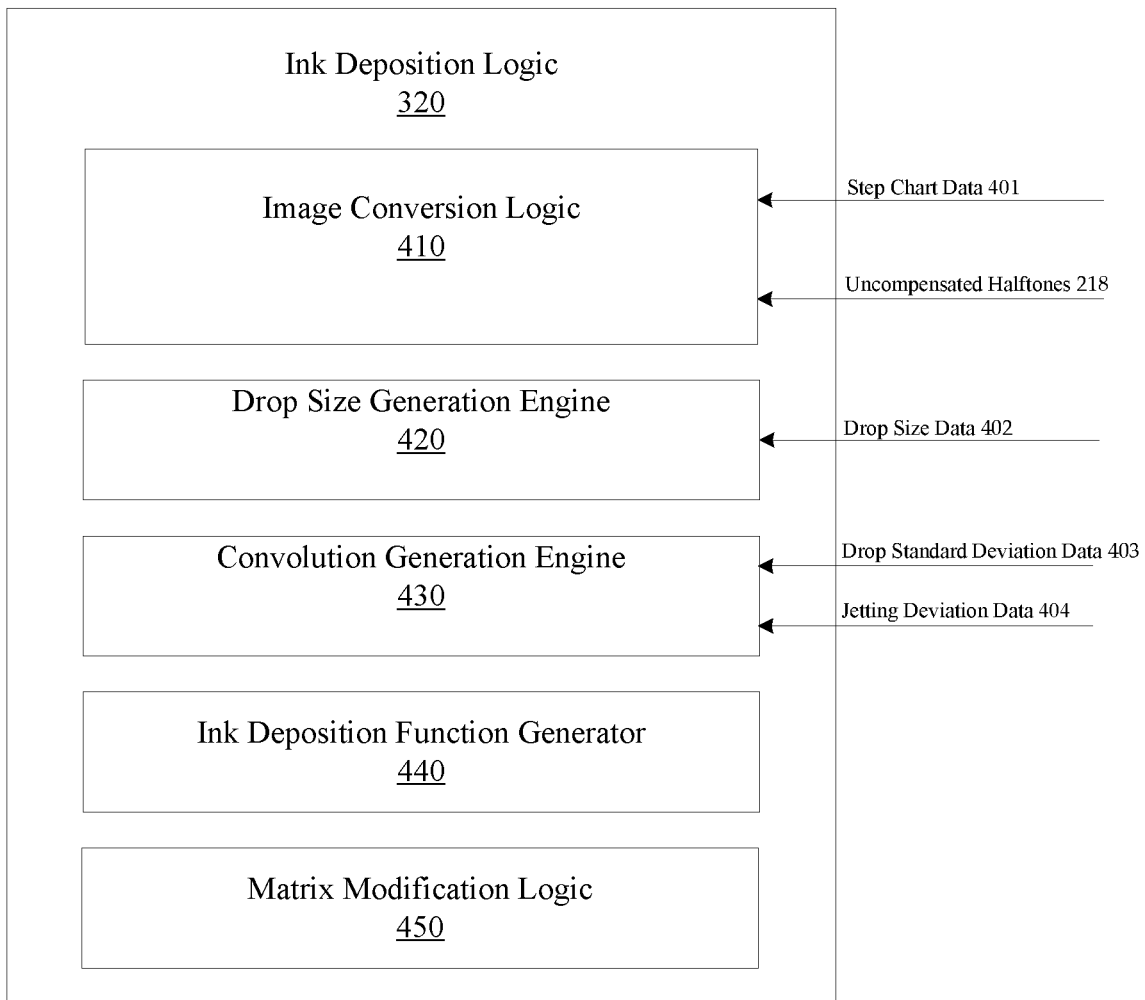 Ink Deposition Logic
320
Image Conversion Logic
410
Step Chart Data 401
Uncompensated Halftones 218
Drop Size Generation Engine
420
Drop Size Data 402
Convolution Generation Engine
430
Drop Standard Deviation Data 403
Jetting Deviation Data 404
Ink Deposition Function Generator
440
Matrix Modification Logic
450